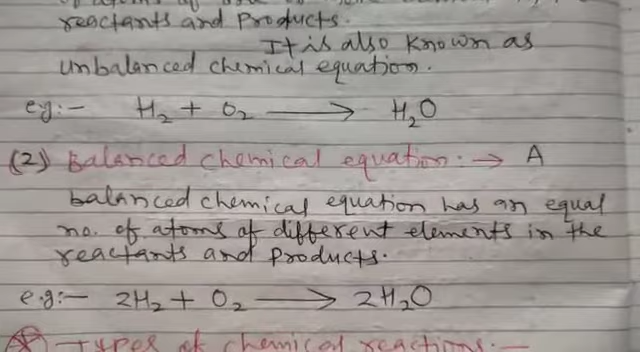 reactants and Products.
It is also known as
unbalanced chemical equation.
eg:- H₂ + O₂ ⟶ H₂O
(2) Balanced chemical equation :→ A
balanced chemical equation has an equal
no. of atoms of different elements in the
reactants and products.
e.g:- 2H₂ + O₂ ⟶ 2H₂O
Types of chemical reactions:-